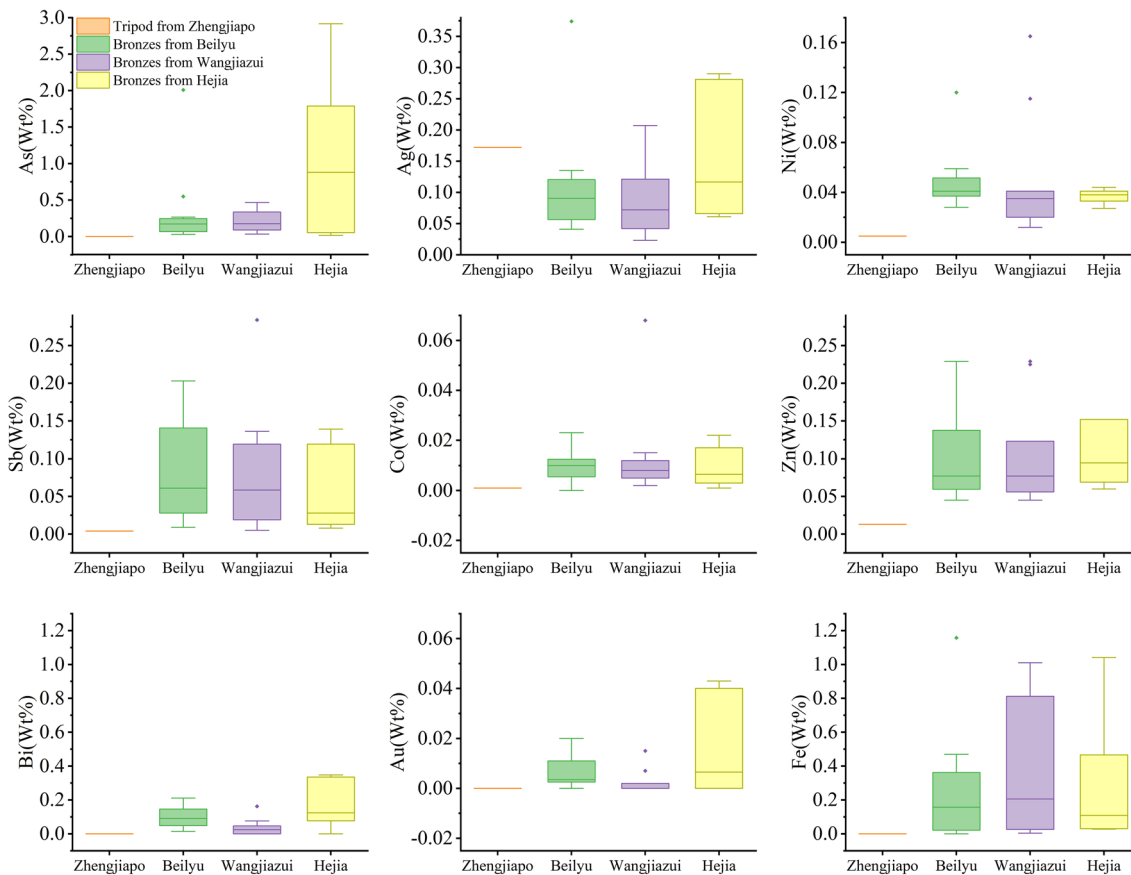 As(Wt%)
3.0
2.5
2.0
1.5
1.0
0.5
0.0
Tripod from Zhengjiapo
Bronzes from Beilyu
Bronzes from Wangjiazui
Bronzes from Hejia
Zhengjiapo Beilyu Wangjiazui Hejia
Ag(Wt%)
0.35
0.30
0.25
0.20
0.15
0.10
0.05
0.00
Zhengjiapo Beilyu Wangjiazui Hejia
Ni(Wt%)
0.16
0.12
0.08
0.04
0.00
Zhengjiapo Beilyu Wangjiazui Hejia
Sb(Wt%)
0.25
0.20
0.15
0.10
0.05
0.00
Zhengjiapo Beilyu Wangjiazui Hejia
Co(Wt%)
0.06
0.04
0.02
0.00
-0.02
Zhengjiapo Beilyu Wangjiazui Hejia
Zn(Wt%)
0.25
0.20
0.15
0.10
0.05
0.00
Zhengjiapo Beilyu Wangjiazui Hejia
Bi(Wt%)
1.2
1.0
0.8
0.6
0.4
0.2
0.0
Zhengjiapo Beilyu Wangjiazui Hejia
Au(Wt%)
0.06
0.04
0.02
0.00
-0.02
Zhengjiapo Beilyu Wangjiazui Hejia
Fe(Wt%)
1.2
1.0
0.8
0.6
0.4
0.2
0.0
Zhengjiapo Beilyu Wangjiazui Hejia